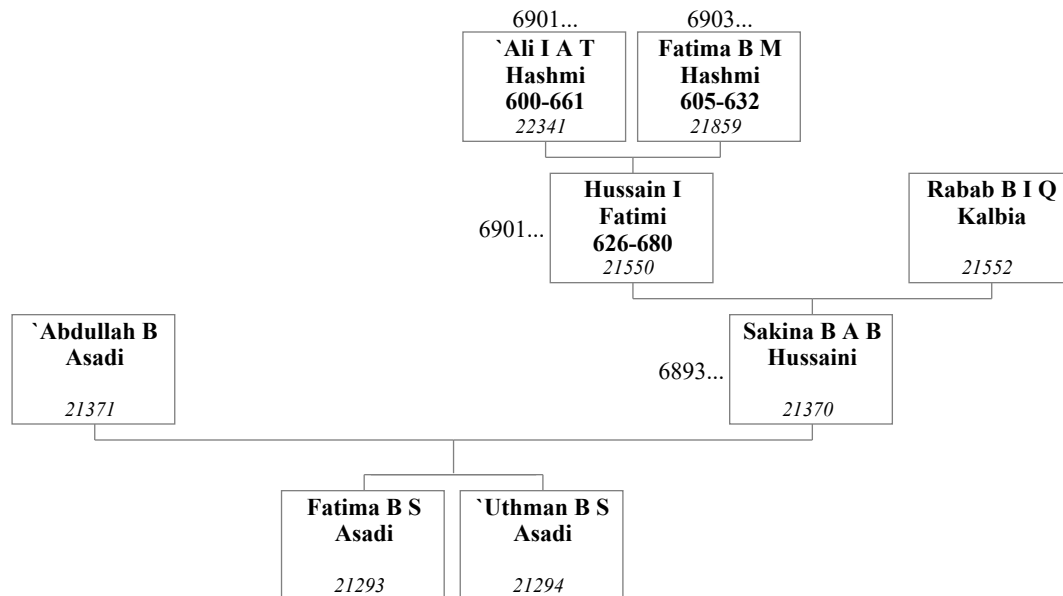 6901...
6903...
`Ali I A T
Hashmi
600-661
22341
Fatima B M
Hashmi
605-632
21859
6901...
Hussain I
Fatimi
626-680
21550
Rabab B I Q
Kalbia
21552
`Abdullah B
Asadi
21371
6893...
Sakina B A B
Hussaini
21370
Fatima B S
Asadi
21293
`Uthman B S
Asadi
21294